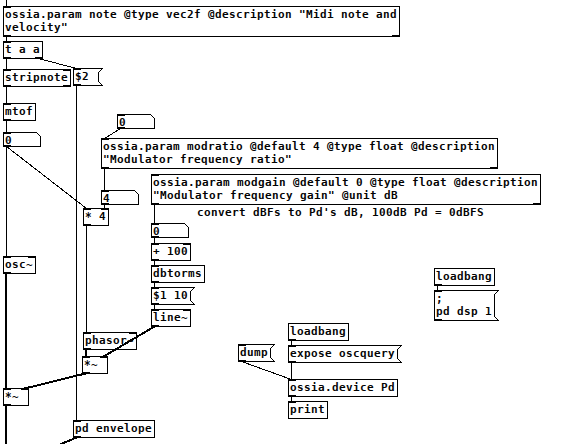 ossia.param note @type vec2f @description "Midi note and
velocity"
t a a
stripnote
$2
mtof
0
0
ossia.param modratio @default 4 @type float @description
"Modulator frequency ratio"
ossia.param modgain @default 0 @type float @description
"Modulator frequency gain" @unit dB
4
* 4
convert dBFs to Pd's dB, 100dB Pd = 0dBFS
0
+ 100
osc~
dbtorms
$1 10
line~
loadbang
;
pd dsp 1
phasor~
*~
loadbang
dump
expose oscquery
ossia.device Pd
print
*~
pd envelope